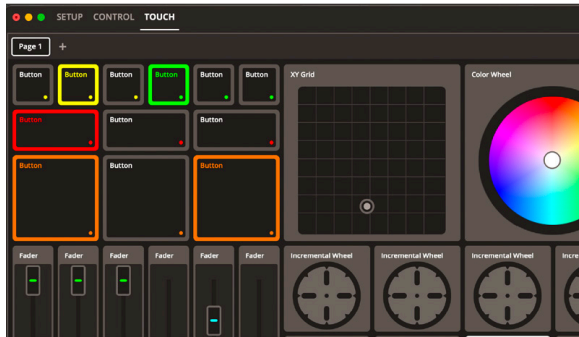 SETUP CONTROL TOUCH
Page 1 +
Button Button Button Button Button Button
XY Grid
Color Wheel
Button Button Button
Button Button Button
Fader Fader Fader Fader Fader Fader
Incremental Wheel Incremental Wheel Incremental Wheel Incre